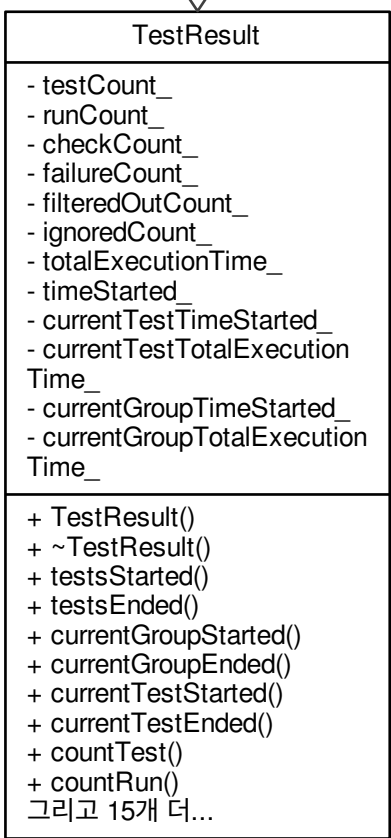 TestResult
- testCount_
- runCount_
- checkCount_
- failureCount_
- filteredOutCount_
- ignoredCount_
- totalExecutionTime_
- timeStarted_
- currentTestTimeStarted_
- currentTestTotalExecution
Time_
- currentGroupTimeStarted_
- currentGroupTotalExecution
Time_
+ TestResult()
+ ~TestResult()
+ testsStarted()
+ testsEnded()
+ currentGroupStarted()
+ currentGroupEnded()
+ currentTestStarted()
+ currentTestEnded()
+ countTest()
+ countRun()
그리고 15개 더...